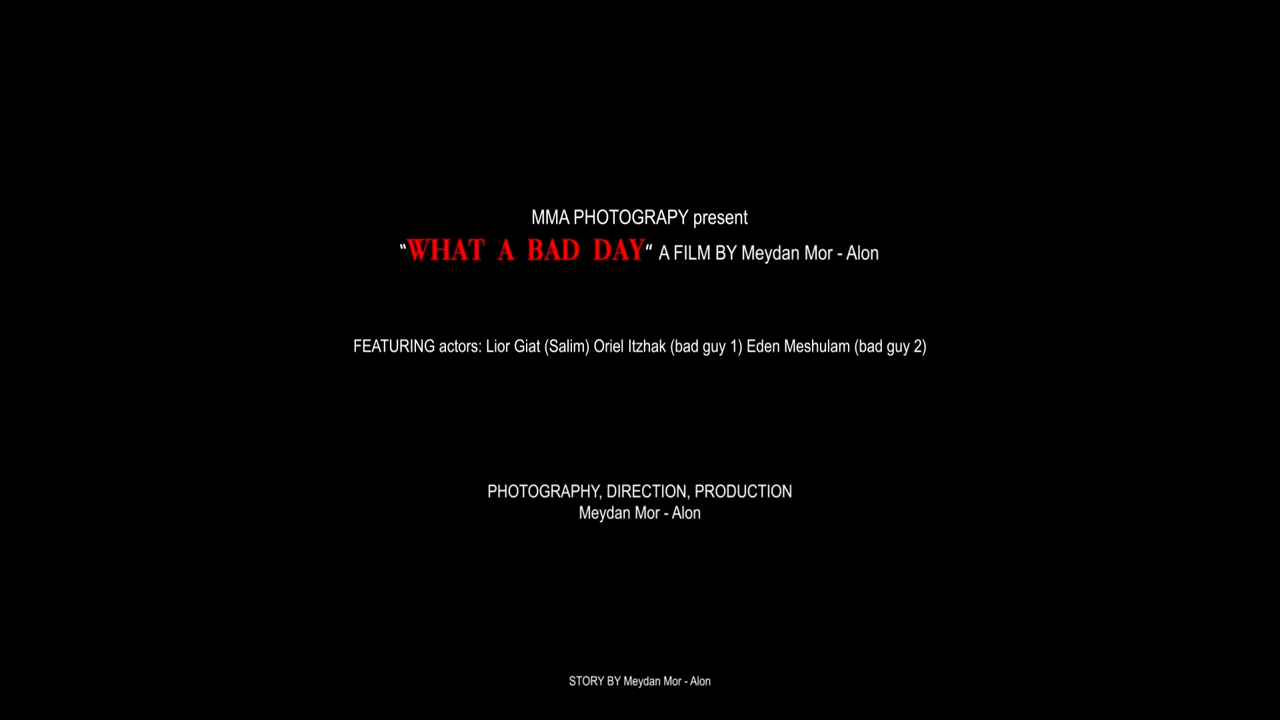 MMA PHOTOGRAPY present
“WHAT A BAD DAY” A FILM BY Meydan Mor - Alon
FEATURING actors: Lior Giat (Salim) Oriel Itzhak (bad guy 1) Eden Meshulam (bad guy 2)
PHOTOGRAPHY, DIRECTION, PRODUCTION
Meydan Mor - Alon
STORY BY Meydan Mor - Alon